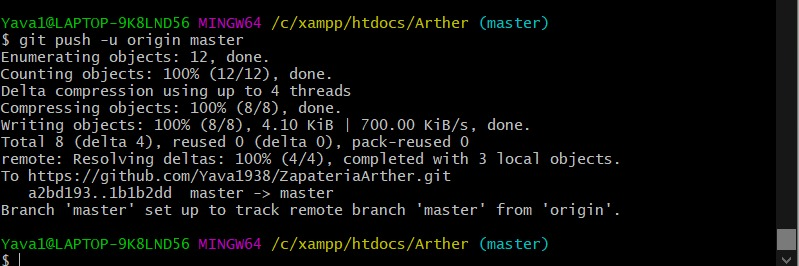 Yava1@LAPTOP-9K8LND56 MINGW64 /c/xampp/htdocs/Arther (master)
$ git push -u origin master
Enumerating objects: 12, done.
Counting objects: 100% (12/12), done.
Delta compression using up to 4 threads
Compressing objects: 100% (8/8), done.
Writing objects: 100% (8/8), 4.10 KiB | 700.00 KiB/s, done.
Total 8 (delta 4), reused 0 (delta 0), pack-reused 0
remote: Resolving deltas: 100% (4/4), completed with 3 local objects.
To https://github.com/Yava1938/ZapateriaArther.git
   a2bd193..1b1b2dd  master -> master
Branch 'master' set up to track remote branch 'master' from 'origin'.
Yava1@LAPTOP-9K8LND56 MINGW64 /c/xampp/htdocs/Arther (master)
$